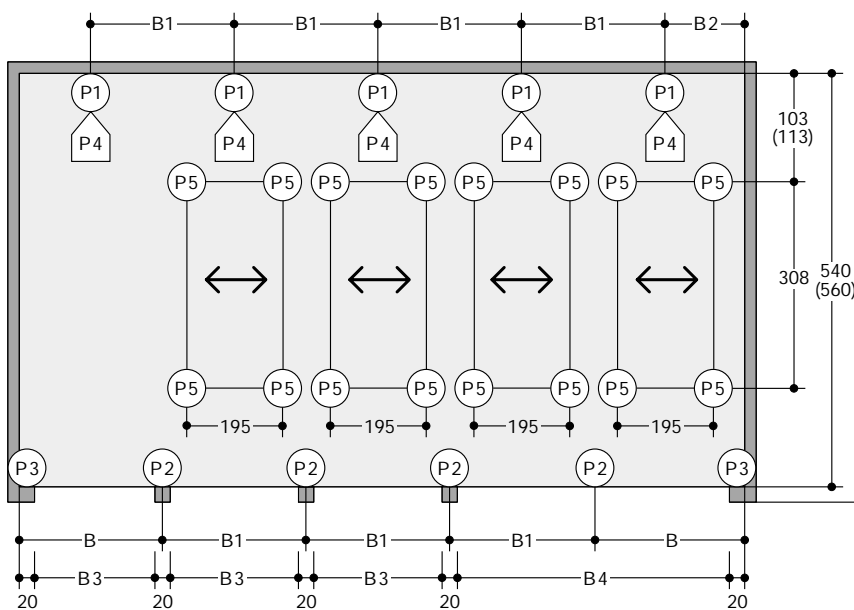 B1 B1 B1 B1 B2
P1 P1 P1 P1 P1
P4 P4 P4 P4 P4
103
(113)
P5 P5 P5 P5 P5 P5 P5 P5
308
540
(560)
P5 P5 P5 P5 P5 P5 P5 P5
195 195 195 195
P3 P2 P2 P2 P2 P3
B B1 B1 B1 B
B3 B3 B3 B4
20 20 20 20 20